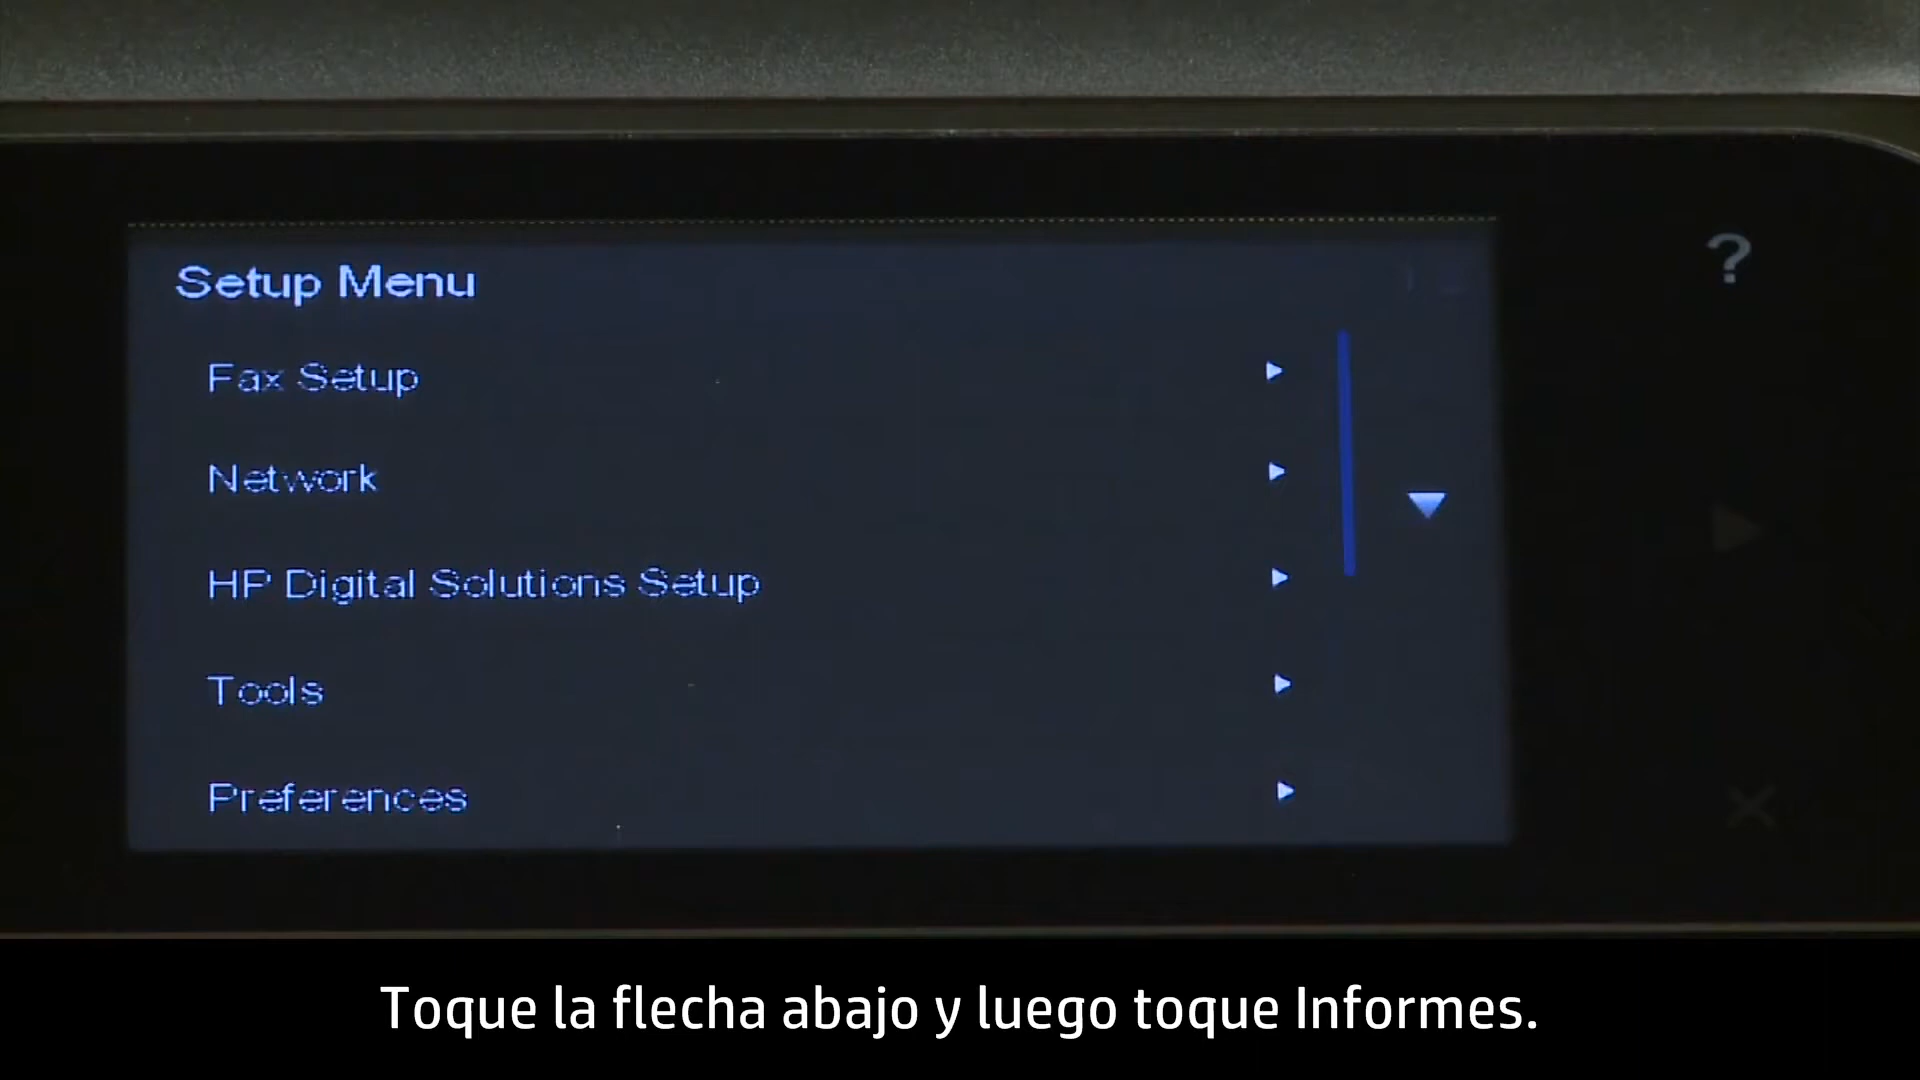 Setup Menu
Fax Setup
Network
HP Digital Solutions Setup
Tools
Preferences
?
Toque la flecha abajo y luego toque Informes.